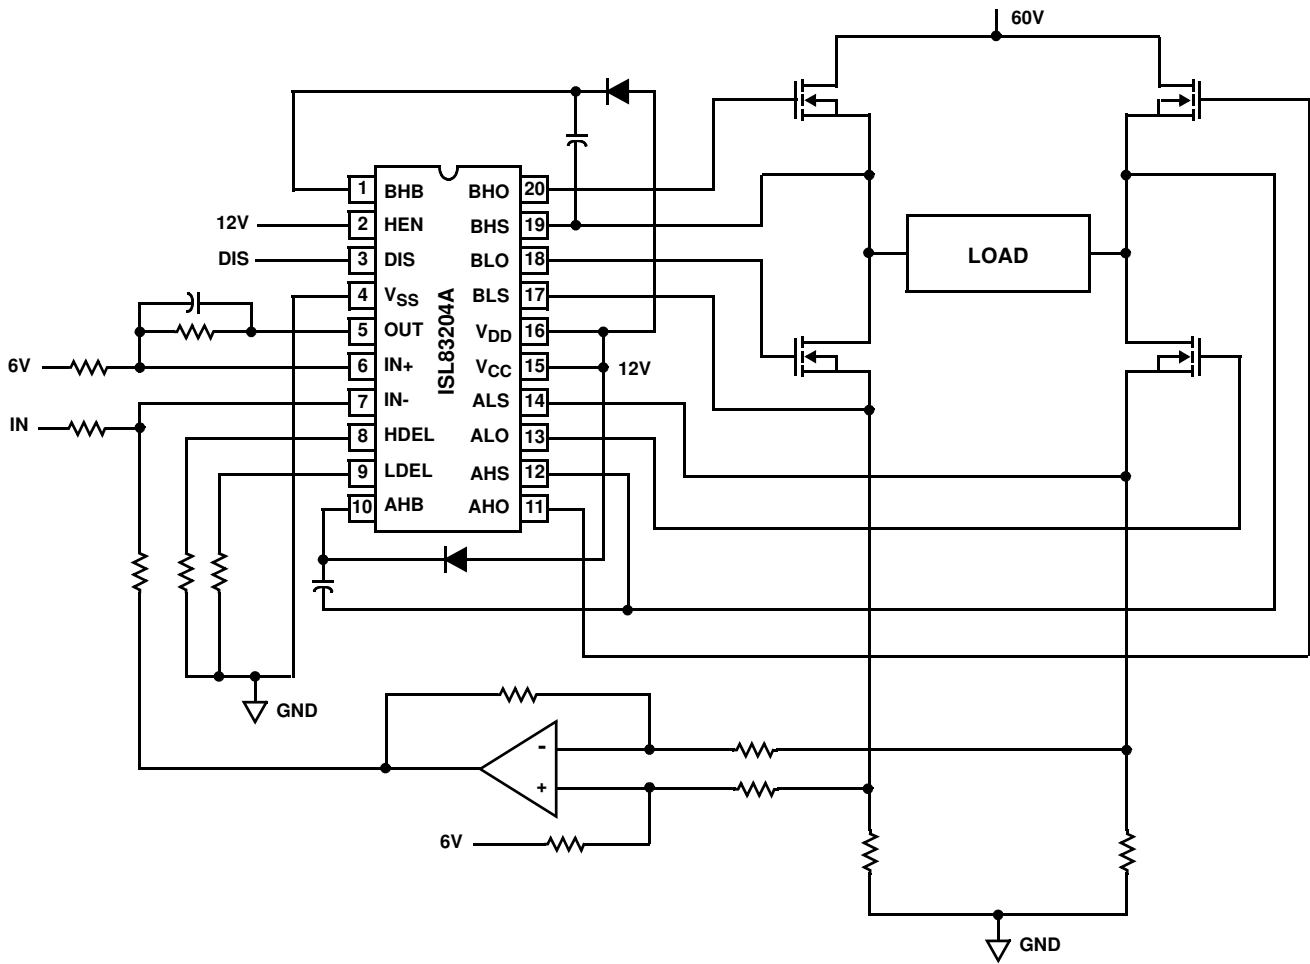 60V
1 BHB BHO 20
12V 2 HEN BHS 19
DIS 3 DIS BLO 18
4 VSS BLS 17
5 OUT VDD 16
6V 6 IN+ VCC 15 12V
IN 7 IN- ALS 14
8 HDEL ALO 13
9 LDEL AHS 12
10 AHB AHO 11
ISL83204A
LOAD
GND
-
+
6V
GND